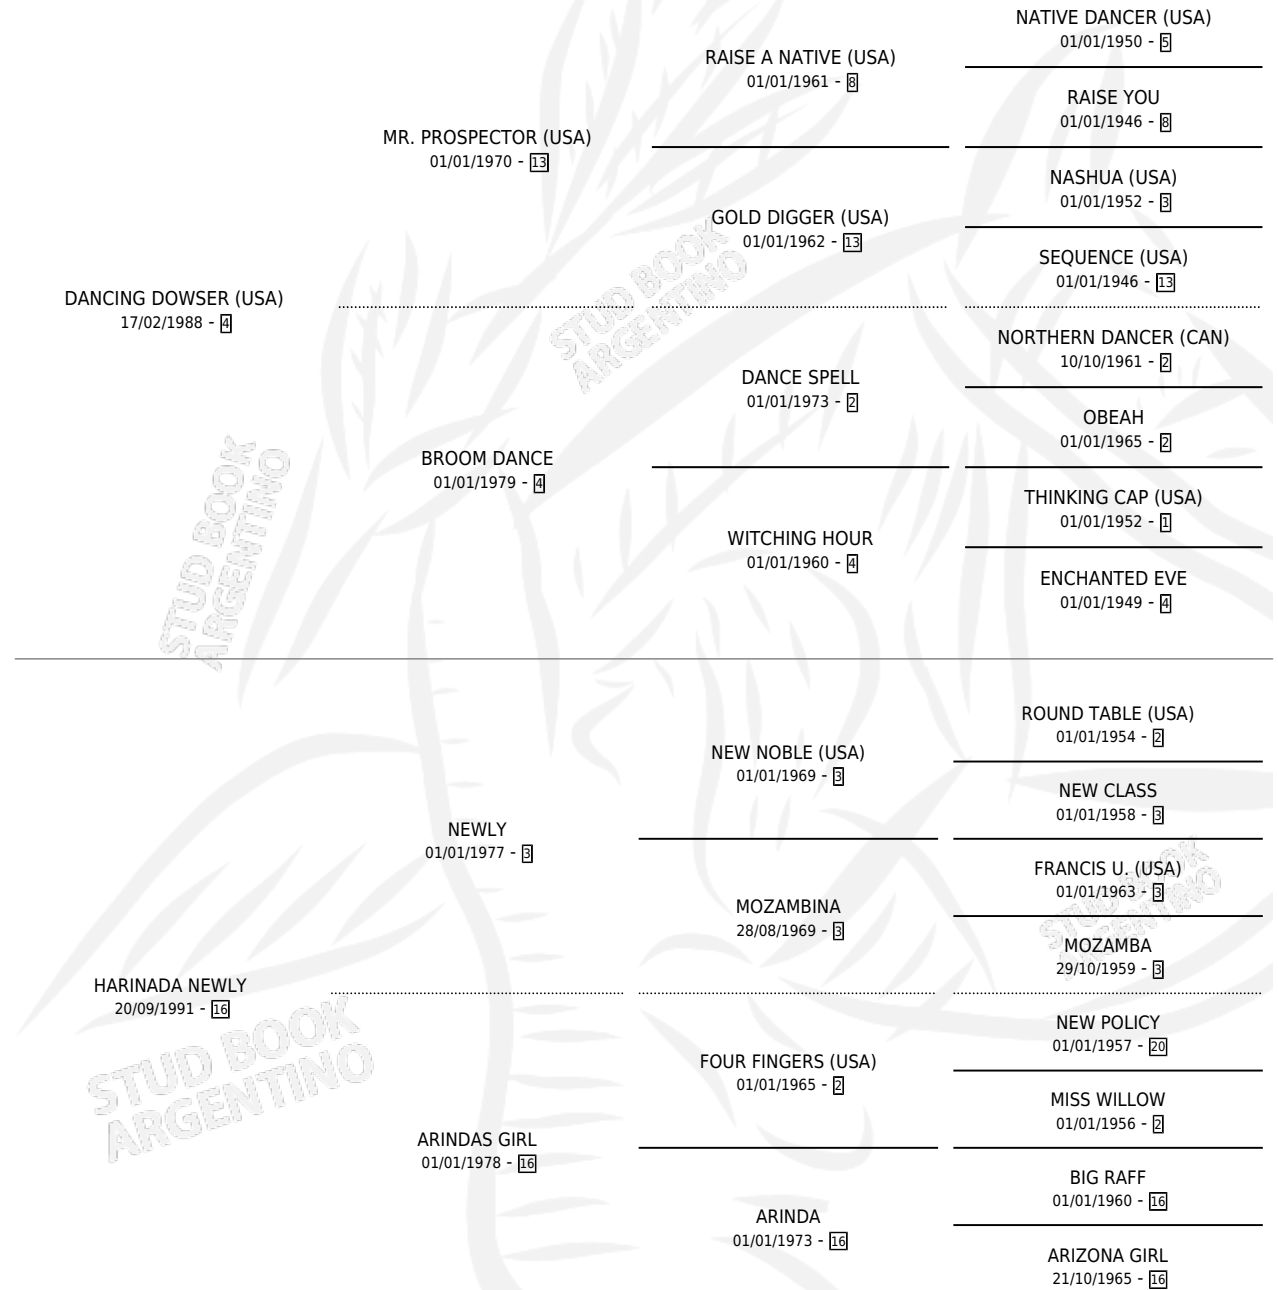 NATIVE DANCER (USA)
01/01/1950 - 5
RAISE A NATIVE (USA)
01/01/1961 - 8
RAISE YOU
01/01/1946 - 8
MR. PROSPECTOR (USA)
01/01/1970 - 13
NASHUA (USA)
01/01/1952 - 3
GOLD DIGGER (USA)
01/01/1962 - 13
SEQUENCE (USA)
01/01/1946 - 13
DANCING DOWSER (USA)
17/02/1988 - 4
NORTHERN DANCER (CAN)
10/10/1961 - 2
DANCE SPELL
01/01/1973 - 2
OBEAH
01/01/1965 - 2
BROOM DANCE
01/01/1979 - 4
THINKING CAP (USA)
01/01/1952 - 1
WITCHING HOUR
01/01/1960 - 4
ENCHANTED EVE
01/01/1949 - 4
ROUND TABLE (USA)
01/01/1954 - 2
NEW NOBLE (USA)
01/01/1969 - 3
NEW CLASS
01/01/1958 - 3
NEWLY
01/01/1977 - 3
FRANCIS U. (USA)
01/01/1963 - 3
MOZAMBINA
28/08/1969 - 3
MOZAMBA
29/10/1959 - 3
HARINADA NEWLY
20/09/1991 - 16
NEW POLICY
01/01/1957 - 20
FOUR FINGERS (USA)
01/01/1965 - 2
MISS WILLOW
01/01/1956 - 2
ARINDAS GIRL
01/01/1978 - 16
BIG RAFF
01/01/1960 - 16
ARINDA
01/01/1973 - 16
ARIZONA GIRL
21/10/1965 - 16
STUD BOOK
ARGENTINO
STUD BOOK
ARGENTINO
STUD BOOK
ARGENTINO
STUD BOOK
ARGENTINO